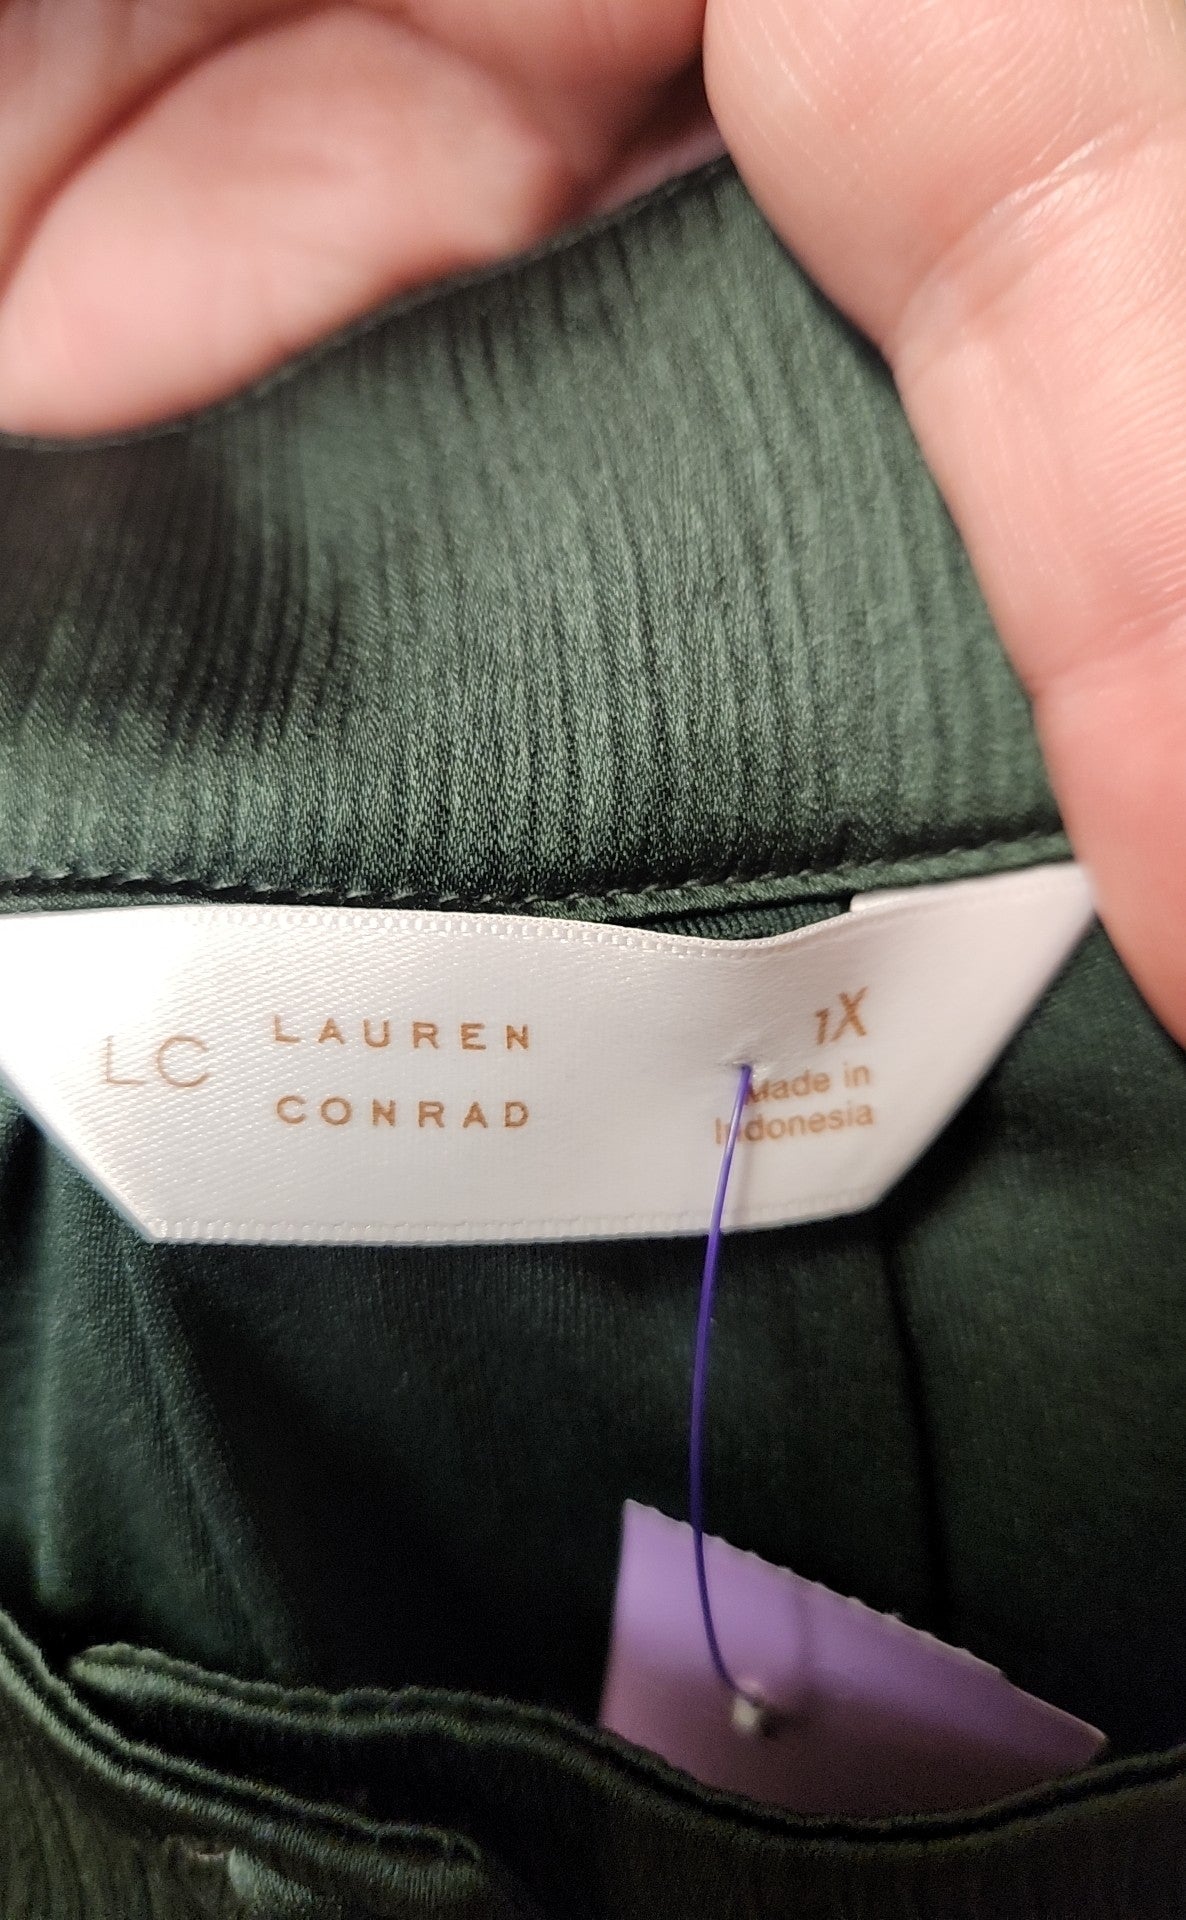 LC
LAUREN
CONRAD
1X
Made in
Indonesia